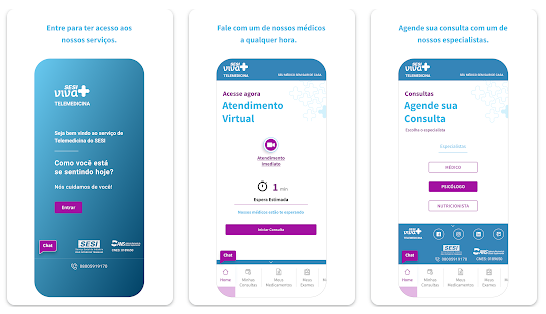 Entre para ter acesso aos
nossos serviços.
SESI
viva+
TELEMEDICINA
Seja bem vindo ao serviço de
Telemedicina do SESI
Como você está
se sentindo hoje?
Nós cuidamos de você!
Entrar
Chat
SESI
08005919170
Fale com um de nossos médicos
a qualquer hora.
SESI
viva+
TELEMEDICINA
Acesse agora
Atendimento
Virtual
Atendimento
Imediato
1 min
Espera Estimada
Nossos médicos estão te esperando
Iniciar Consulta
Chat
Home
Minhas
Consultas
Meus
Medicamentos
Meus
Exames
Agende sua consulta com um de
nossos especialistas.
SESI
viva+
TELEMEDICINA
Consultas
Agende sua
Consulta
Escolha o especialista
Especialistas
MÉDICO
PSICÓLOGO
NUTRICIONISTA
viva+
TELEMEDICINA
SESI
Chat
08005919170
Home
Minhas
Consultas
Meus
Medicamentos
Meus
Exames